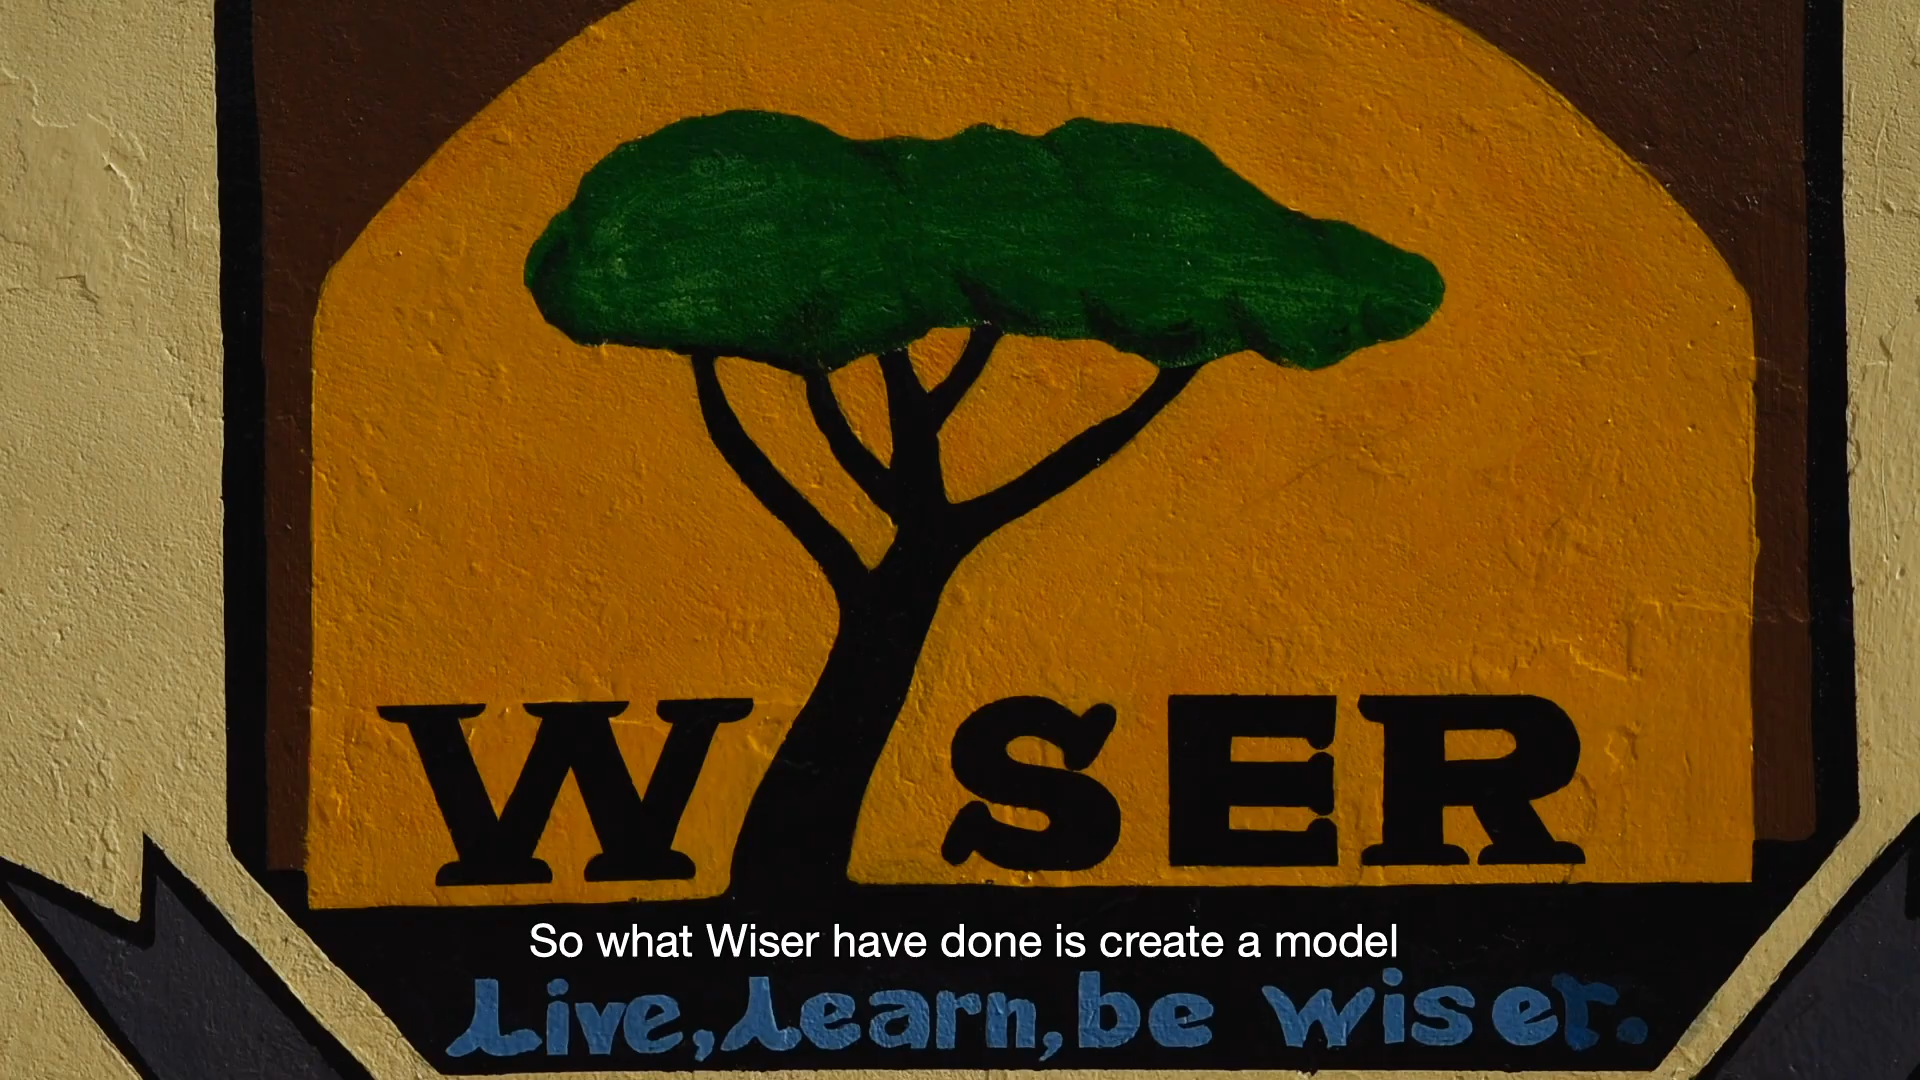 WISER
So what Wiser have done is create a model
Live, Learn, be wiser.